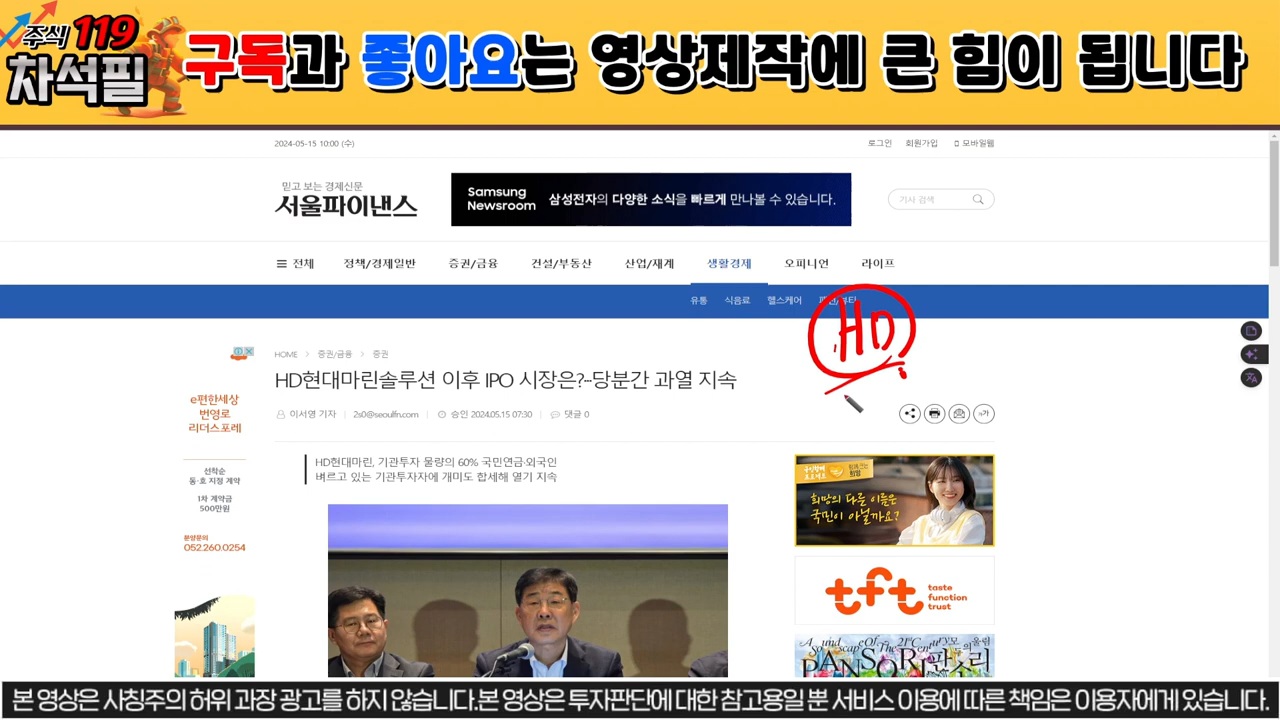 주식 119
차석필
구독과 좋아요는 영상제작에 큰 힘이 됩니다
2024-05-15 10:00 (수)
로그인 회원가입 모바일웹
믿고 보는 경제신문
서울파이낸스
Samsung
Newsroom
삼성전자의 다양한 소식을 빠르게 만나볼 수 있습니다.
기사 검색
전체 정책/경제일반 증권/금융 건설/부동산 산업/재계 생활경제 오피니언 라이프
유통 식음료 헬스케어
HD
HOME > 증권/금융 > 증권
HD현대마린솔루션 이후 IPO 시장은?···당분간 과열 지속
이서영 기자 2s0@seoulfn.com 승인 2024.05.15 07:30 댓글 0
가
HD현대마린, 기관투자 물량의 60% 국민연금·외국인
벼르고 있는 기관투자자에 개미도 합세해 열기 지속
e편한세상
번영로
리더스포레
선착순
동·호 지정 계약
1차 계약금
500만원
분양문의
052.260.0254
희망의 다른 이름은
국민이 아닐까요?
tft taste
function
trust
PANSORI 판소리
본 영상은 사칭주의 허위 과장 광고를 하지 않습니다.본 영상은 투자판단에 대한 참고용일 뿐 서비스 이용에 따른 책임은 이용자에게 있습니다.